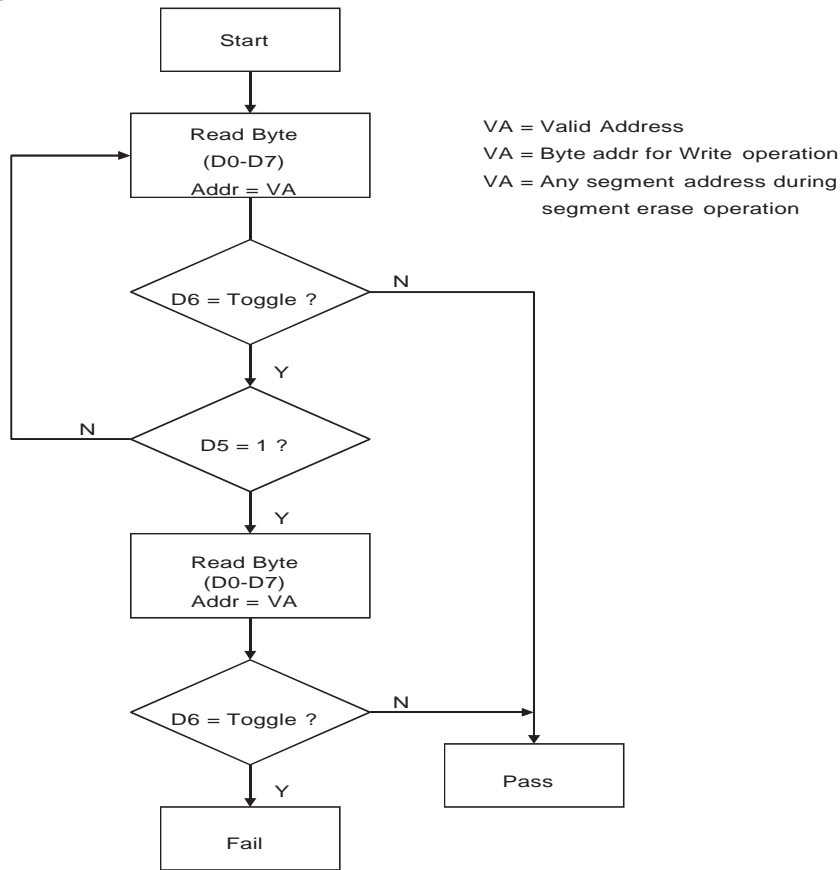 Start
Read Byte
(D0-D7)
Addr = VA
VA = Valid Address
VA = Byte addr for Write operation
VA = Any segment address during
segment erase operation
D6 = Toggle ?
N
Y
D5 = 1 ?
N
Y
Read Byte
(D0-D7)
Addr = VA
D6 = Toggle ?
N
Y
Pass
Fail